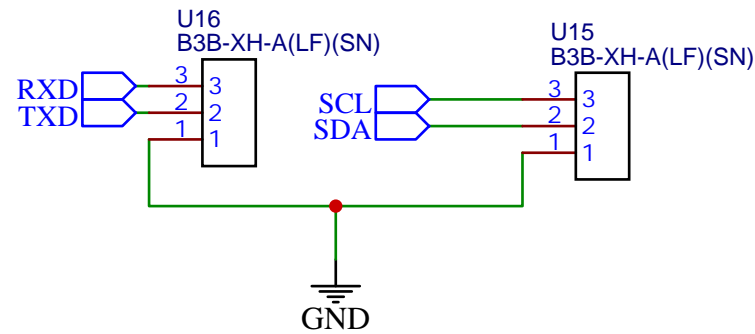 U16
B3B-XH-A(LF)(SN)
RXD 3 3
TXD 2 2
1 1
U15
B3B-XH-A(LF)(SN)
SCL 3 3
SDA 2 2
1 1
GND